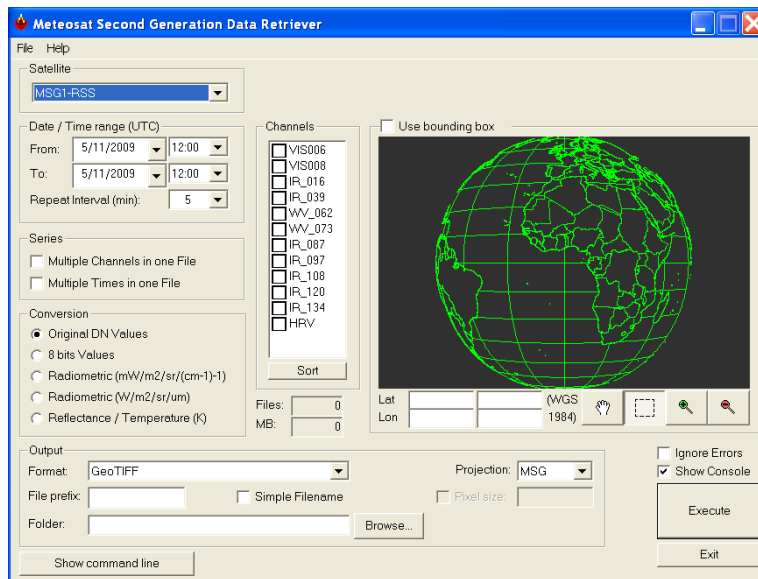 Meteosat Second Generation Data Retriever
File Help
Satellite
MSG1-RSS
Date / Time range (UTC)
From: 5/11/2009 12:00
To: 5/11/2009 12:00
Repeat Interval (min): 5
Series
Multiple Channels in one File
Multiple Times in one File
Conversion
Original DN Values
8 bits Values
Radiometric (mW/m2/sr/(cm-1)-1)
Radiometric (W/m2/sr/um)
Reflectance / Temperature (K)
Channels
VIS006
VIS008
IR_016
IR_039
WV_062
WV_073
IR_087
IR_097
IR_108
IR_120
IR_134
HRV
Sort
Files: 0
MB: 0
Use bounding box
Lat
Lon
(WGS
1984)
Output
Format: GeoTIFF
Projection: MSG
File prefix:
Simple Filename
Pixel size:
Folder:
Browse...
Ignore Errors
Show Console
Execute
Exit
Show command line